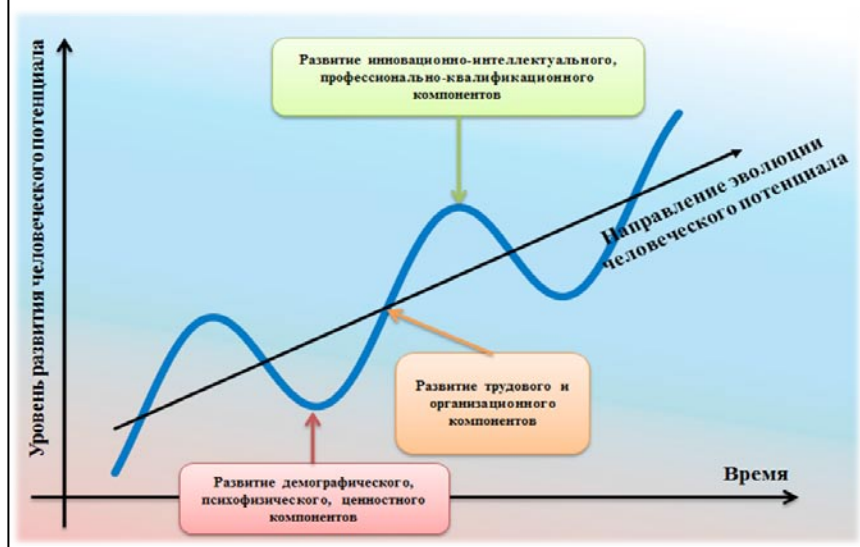 Уровень развития человеческого потенциала
Развитие инновационно-интеллектуального,
профессионально-квалификационного
компонентов
Направление эволюции
человеческого потенциала
Развитие трудового и
организационного
компонентов
Развитие демографического,
психофизического, ценностного
компонентов
Время